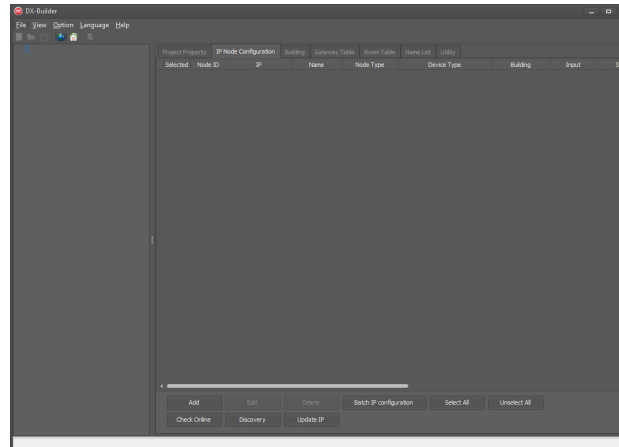 DX-Builder
File View Option Language Help
Project Property IP Node Configuration Building Gateway Table Room Table Name List Utility
Selected Node ID IP Name Node Type Device Type Building Input S
Add Edit Delete Batch IP configuration Select All Unselect All
Check Online Discovery Update IP